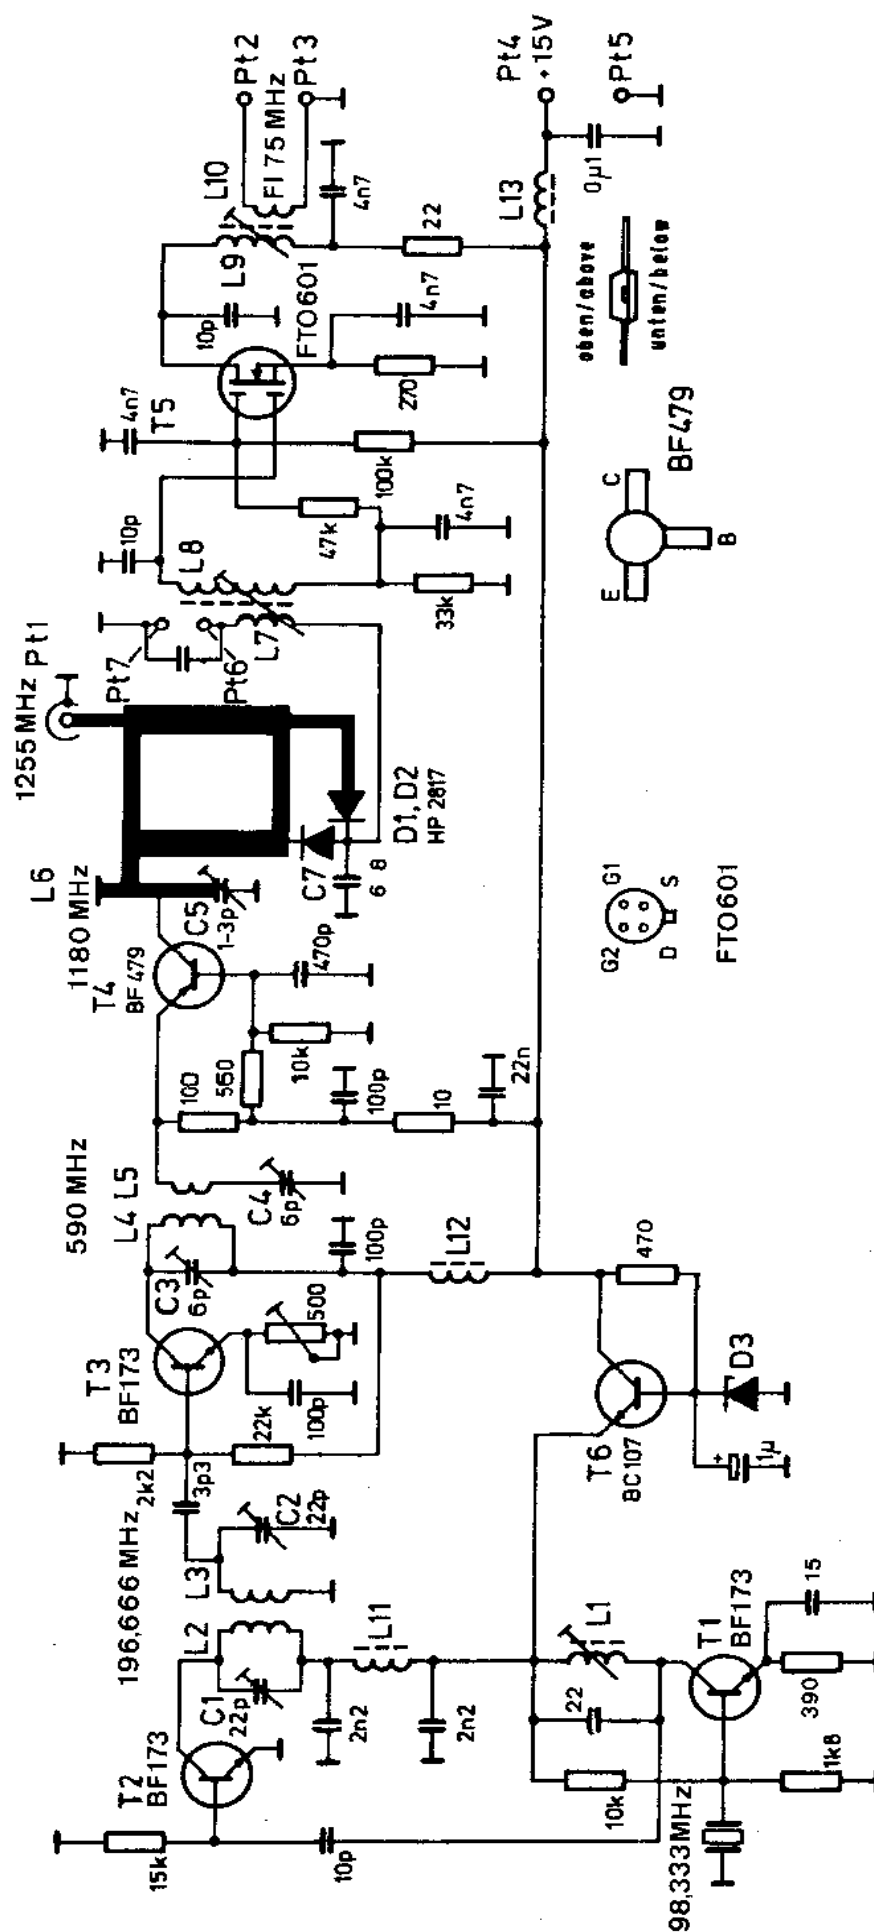 98,333 MHz
10k
1k8
22
L1
T1
BF173
390
15
15k
10p
T2
BF173
C1
22p
L2
196,666 MHz
2n2
L11
2n2
L3
C2
22p
3p3
2k2
22k
T3
BF173
100p
500
C3
6p
590 MHz
L4 L5
C4
6p
100p
L12
T6
BC107
1µ
+
D3
470
100
560
10k
100p
10
22n
470p
1180 MHz
T4
BF479
L6
C5
1-3p
C7
6 8
D1, D2
HP 2817
1255 MHz Pt1
Pt7
Pt6
L7
L8
10p
47k
33k
4n7
100k
4n7
T5
FTO601
10p
270
4n7
L9
L10
FI 75 MHz
Pt2
Pt3
4n7
22
L13
0µ1
Pt4
+15V
Pt5
G2
G1
D
S
FTO601
E
C
B
BF479
oben/above
unten/below